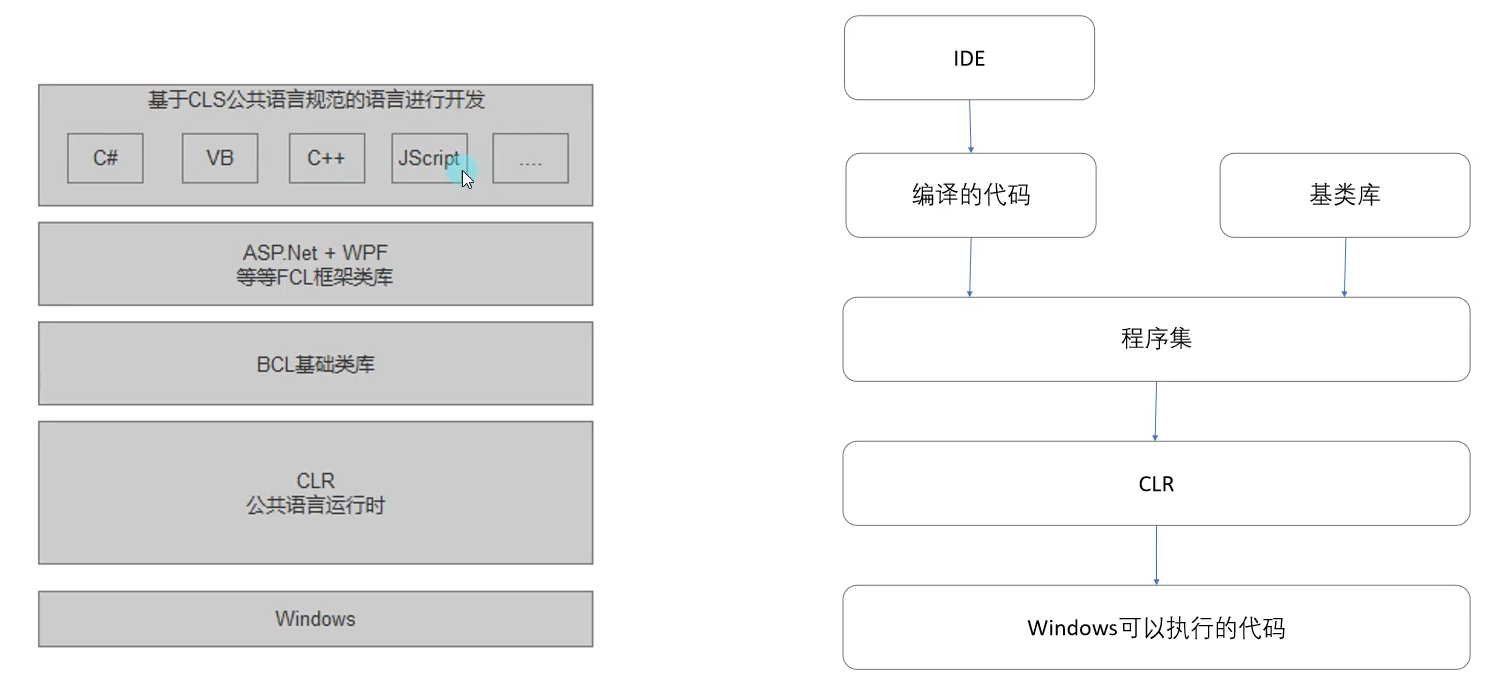 基于CLS公共语言规范的语言进行开发
C#
VB
C++
JScript
....
ASP.Net + WPF
等等FCL框架类库
BCL基础类库
CLR
公共语言运行时
Windows
IDE
编译的代码
基类库
程序集
CLR
Windows可以执行的代码